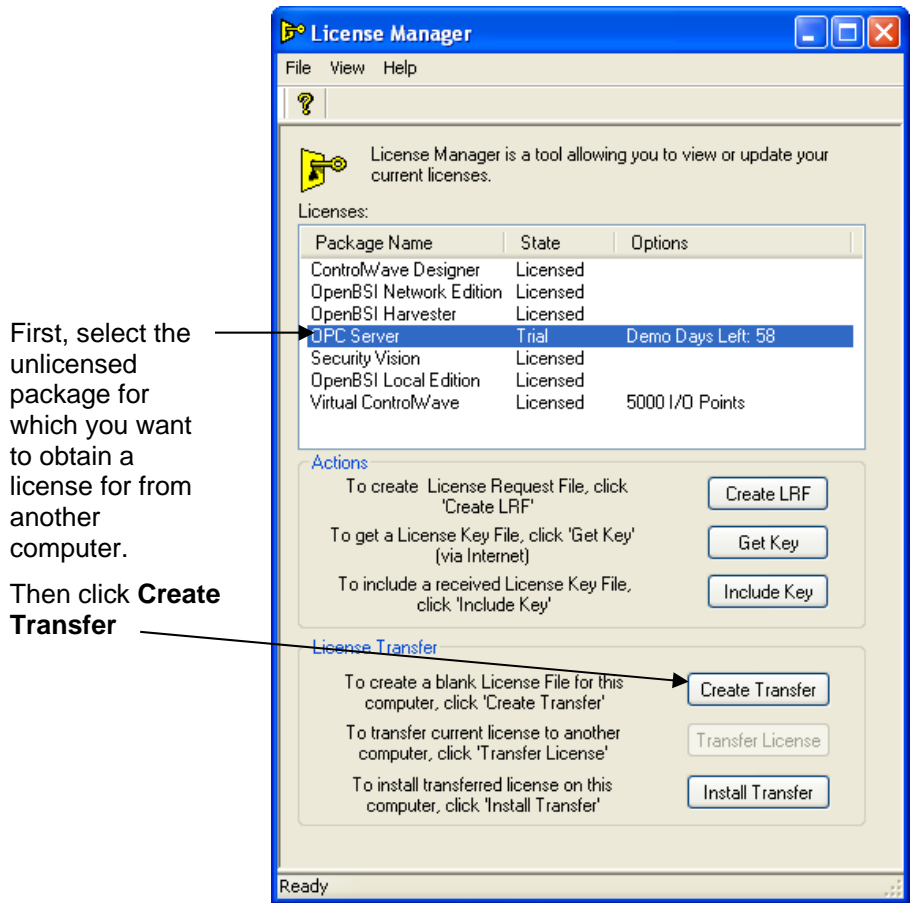 License Manager
File View Help
License Manager is a tool allowing you to view or update your
current licenses.
Licenses:
Package Name State Options
ControlWave Designer Licensed
OpenBSI Network Edition Licensed
OpenBSI Harvester Licensed
OPC Server Trial Demo Days Left: 58
Security Vision Licensed
OpenBSI Local Edition Licensed
Virtual ControlWave Licensed 5000 I/O Points
First, select the
unlicensed
package for
which you want
to obtain a
license for from
another
computer.
Then click Create
Transfer
Actions
To create License Request File, click
'Create LRF'
Create LRF
To get a License Key File, click 'Get Key'
(via Internet)
Get Key
To include a received License Key File,
click 'Include Key'
Include Key
License Transfer
To create a blank License File for this
computer, click 'Create Transfer'
Create Transfer
To transfer current license to another
computer, click 'Transfer License'
Transfer License
To install transferred license on this
computer, click 'Install Transfer'
Install Transfer
Ready